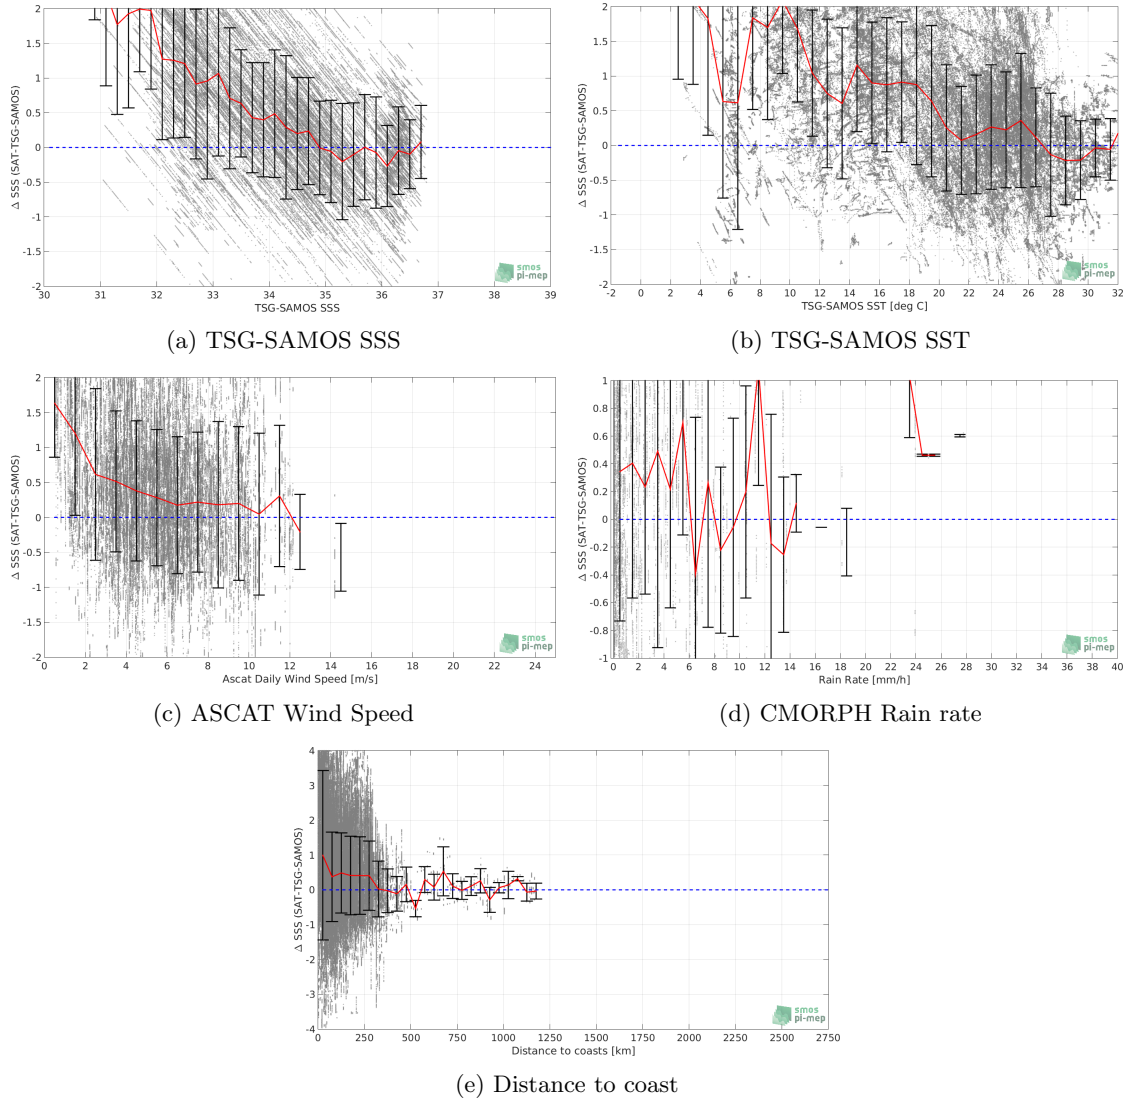 2
1.5
1
0.5
0
-0.5
-1
-1.5
-2
Δ SSS (SAT-TSG-SAMOS)
30 31 32 33 34 35 36 37 38 39
TSG-SAMOS SSS
smos
pi-mep
(a) TSG-SAMOS SSS
2
1.5
1
0.5
0
-0.5
-1
-1.5
-2
Δ SSS (SAT-TSG-SAMOS)
-2 0 2 4 6 8 10 12 14 16 18 20 22 24 26 28 30 32
TSG-SAMOS SST [deg C]
smos
pi-mep
(b) TSG-SAMOS SST
2
1.5
1
0.5
0
-0.5
-1
-1.5
-2
Δ SSS (SAT-TSG-SAMOS)
0 2 4 6 8 10 12 14 16 18 20 22 24
Ascat Daily Wind Speed [m/s]
smos
pi-mep
(c) ASCAT Wind Speed
1
0.8
0.6
0.4
0.2
0
-0.2
-0.4
-0.6
-0.8
-1
Δ SSS (SAT-TSG-SAMOS)
0 2 4 6 8 10 12 14 16 18 20 22 24 26 28 30 32 34 36 38 40
Rain Rate [mm/h]
smos
pi-mep
(d) CMORPH Rain rate
4
3
2
1
0
-1
-2
-3
-4
Δ SSS (SAT-TSG-SAMOS)
0 250 500 750 1000 1250 1500 1750 2000 2250 2500 2750
Distance to coasts [km]
smos
pi-mep
(e) Distance to coast